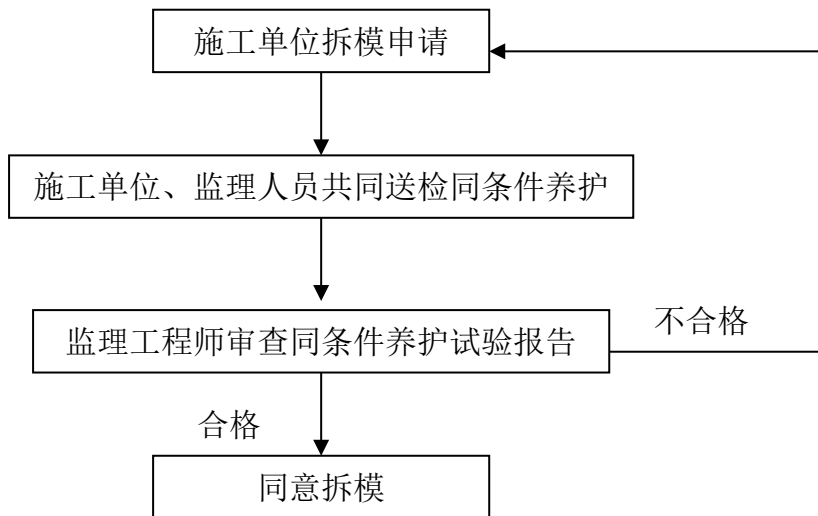 施工单位拆模申请
施工单位、监理人员共同送检同条件养护
监理工程师审查同条件养护试验报告
不合格
合格
同意拆模